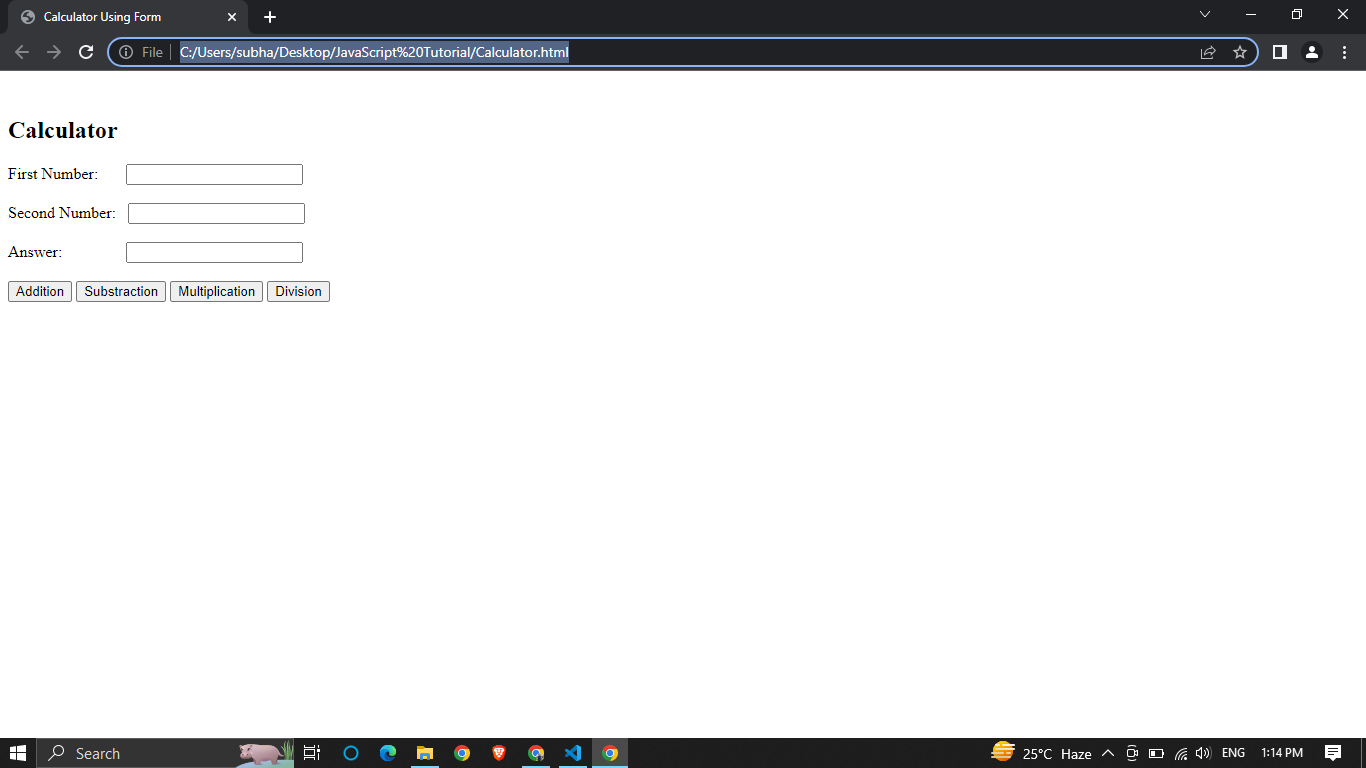 Calculator Using Form
File C:/Users/subha/Desktop/JavaScript%20Tutorial/Calculator.html
Calculator
First Number:
Second Number:
Answer:
Addition Substraction Multiplication Division
Search 25°C Haze ENG 1:14 PM